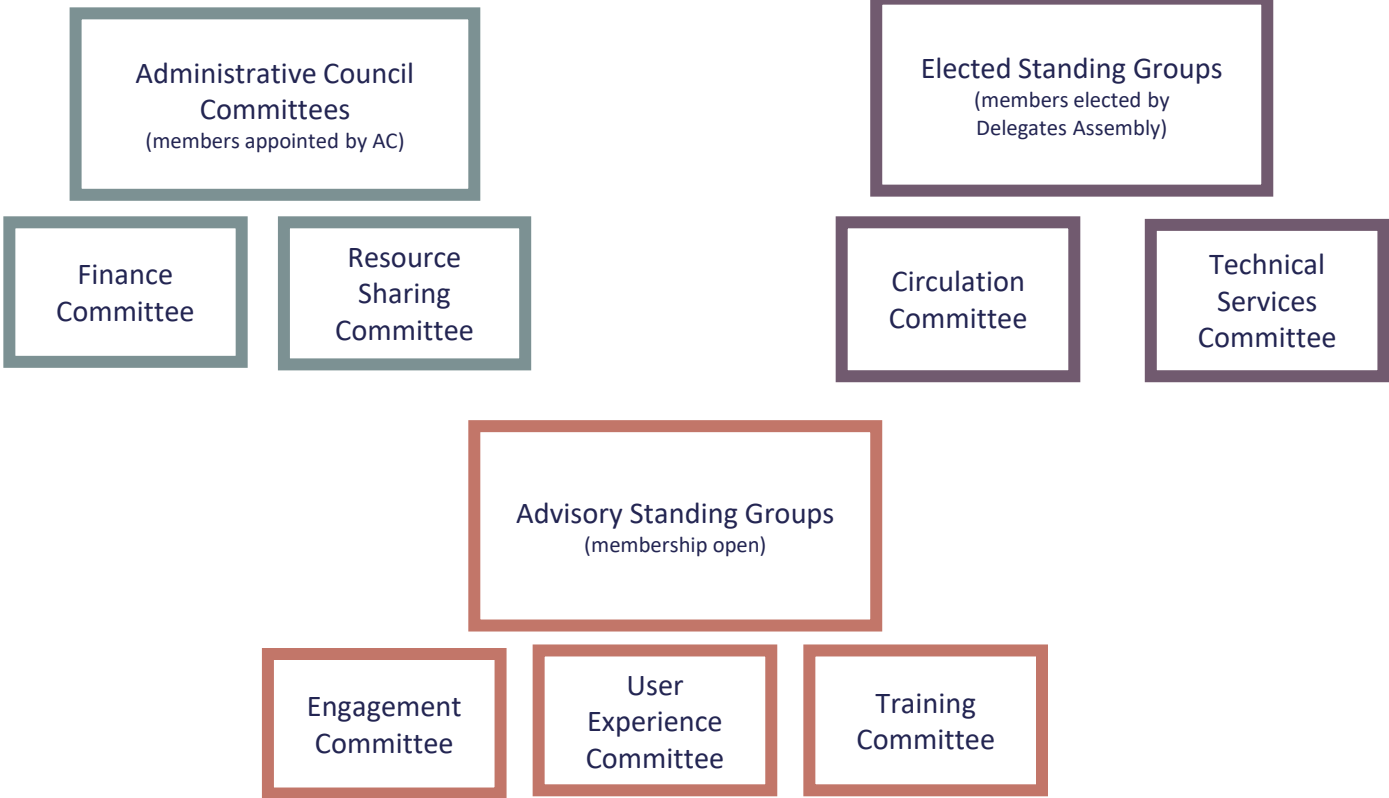 Administrative Council
Committees
(members appointed by AC)
Elected Standing Groups
(members elected by
Delegates Assembly)
Finance
Committee
Resource
Sharing
Committee
Circulation
Committee
Technical
Services
Committee
Advisory Standing Groups
(membership open)
Engagement
Committee
User
Experience
Committee
Training
Committee